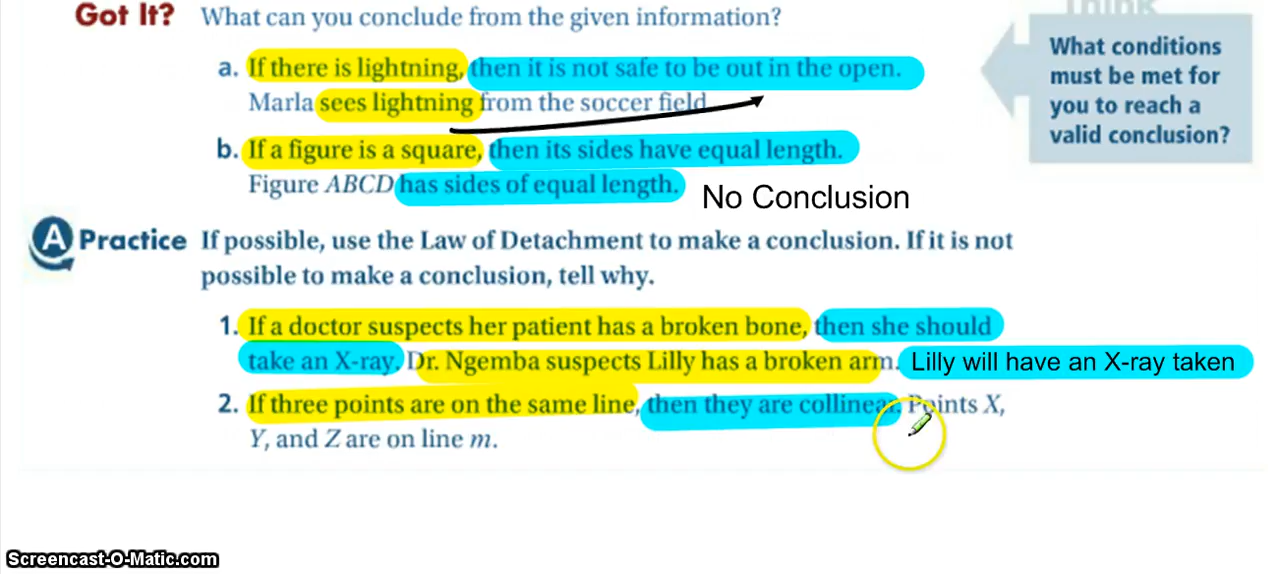 Think
Got It? What can you conclude from the given information?
a. If there is lightning, then it is not safe to be out in the open.
Marla sees lightning from the soccer field
b. If a figure is a square, then its sides have equal length.
Figure ABCD has sides of equal length. No Conclusion
What conditions
must be met for
you to reach a
valid conclusion?
A Practice If possible, use the Law of Detachment to make a conclusion. If it is not
possible to make a conclusion, tell why.
1. If a doctor suspects her patient has a broken bone, then she should
take an X-ray. Dr. Ngemba suspects Lilly has a broken arm. Lilly will have an X-ray taken
2. If three points are on the same line, then they are collinear. Points X,
Y, and Z are on line m.
Screencast-O-Matic.com